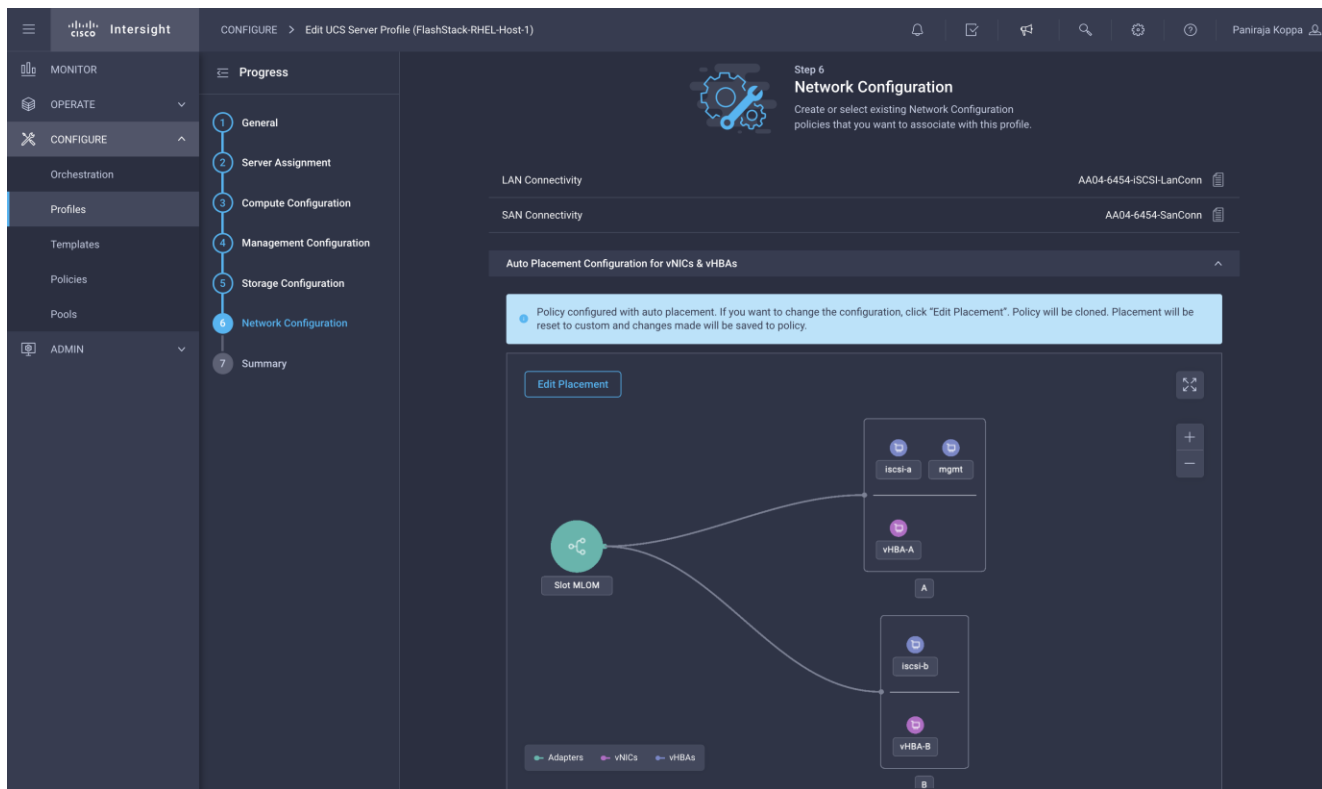 CISCO Intersight
CONFIGURE > Edit UCS Server Profile (FlashStack-RHEL-Host-1)
Paniraja Koppa
MONITOR
OPERATE
CONFIGURE
Orchestration
Profiles
Templates
Policies
Pools
ADMIN
Progress
1 General
2 Server Assignment
3 Compute Configuration
4 Management Configuration
5 Storage Configuration
6 Network Configuration
7 Summary
Step 6
Network Configuration
Create or select existing Network Configuration
policies that you want to associate with this profile.
LAN Connectivity AA04-6454-iSCSI-LanConn
SAN Connectivity AA04-6454-SanConn
Auto Placement Configuration for vNICs & vHBAs
Policy configured with auto placement. If you want to change the configuration, click "Edit Placement". Policy will be cloned. Placement will be
reset to custom and changes made will be saved to policy.
Edit Placement
+
−
iscsi-a mgmt
vHBA-A
A
Slot MLOM
iscsi-b
vHBA-B
B
Adapters vNICs vHBAs